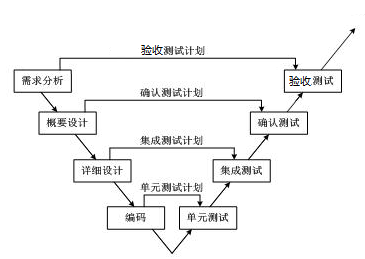 验收测试计划
需求分析
验收测试
确认测试计划
概要设计
确认测试
集成测试计划
详细设计
集成测试
单元测试计划
编码
单元测试